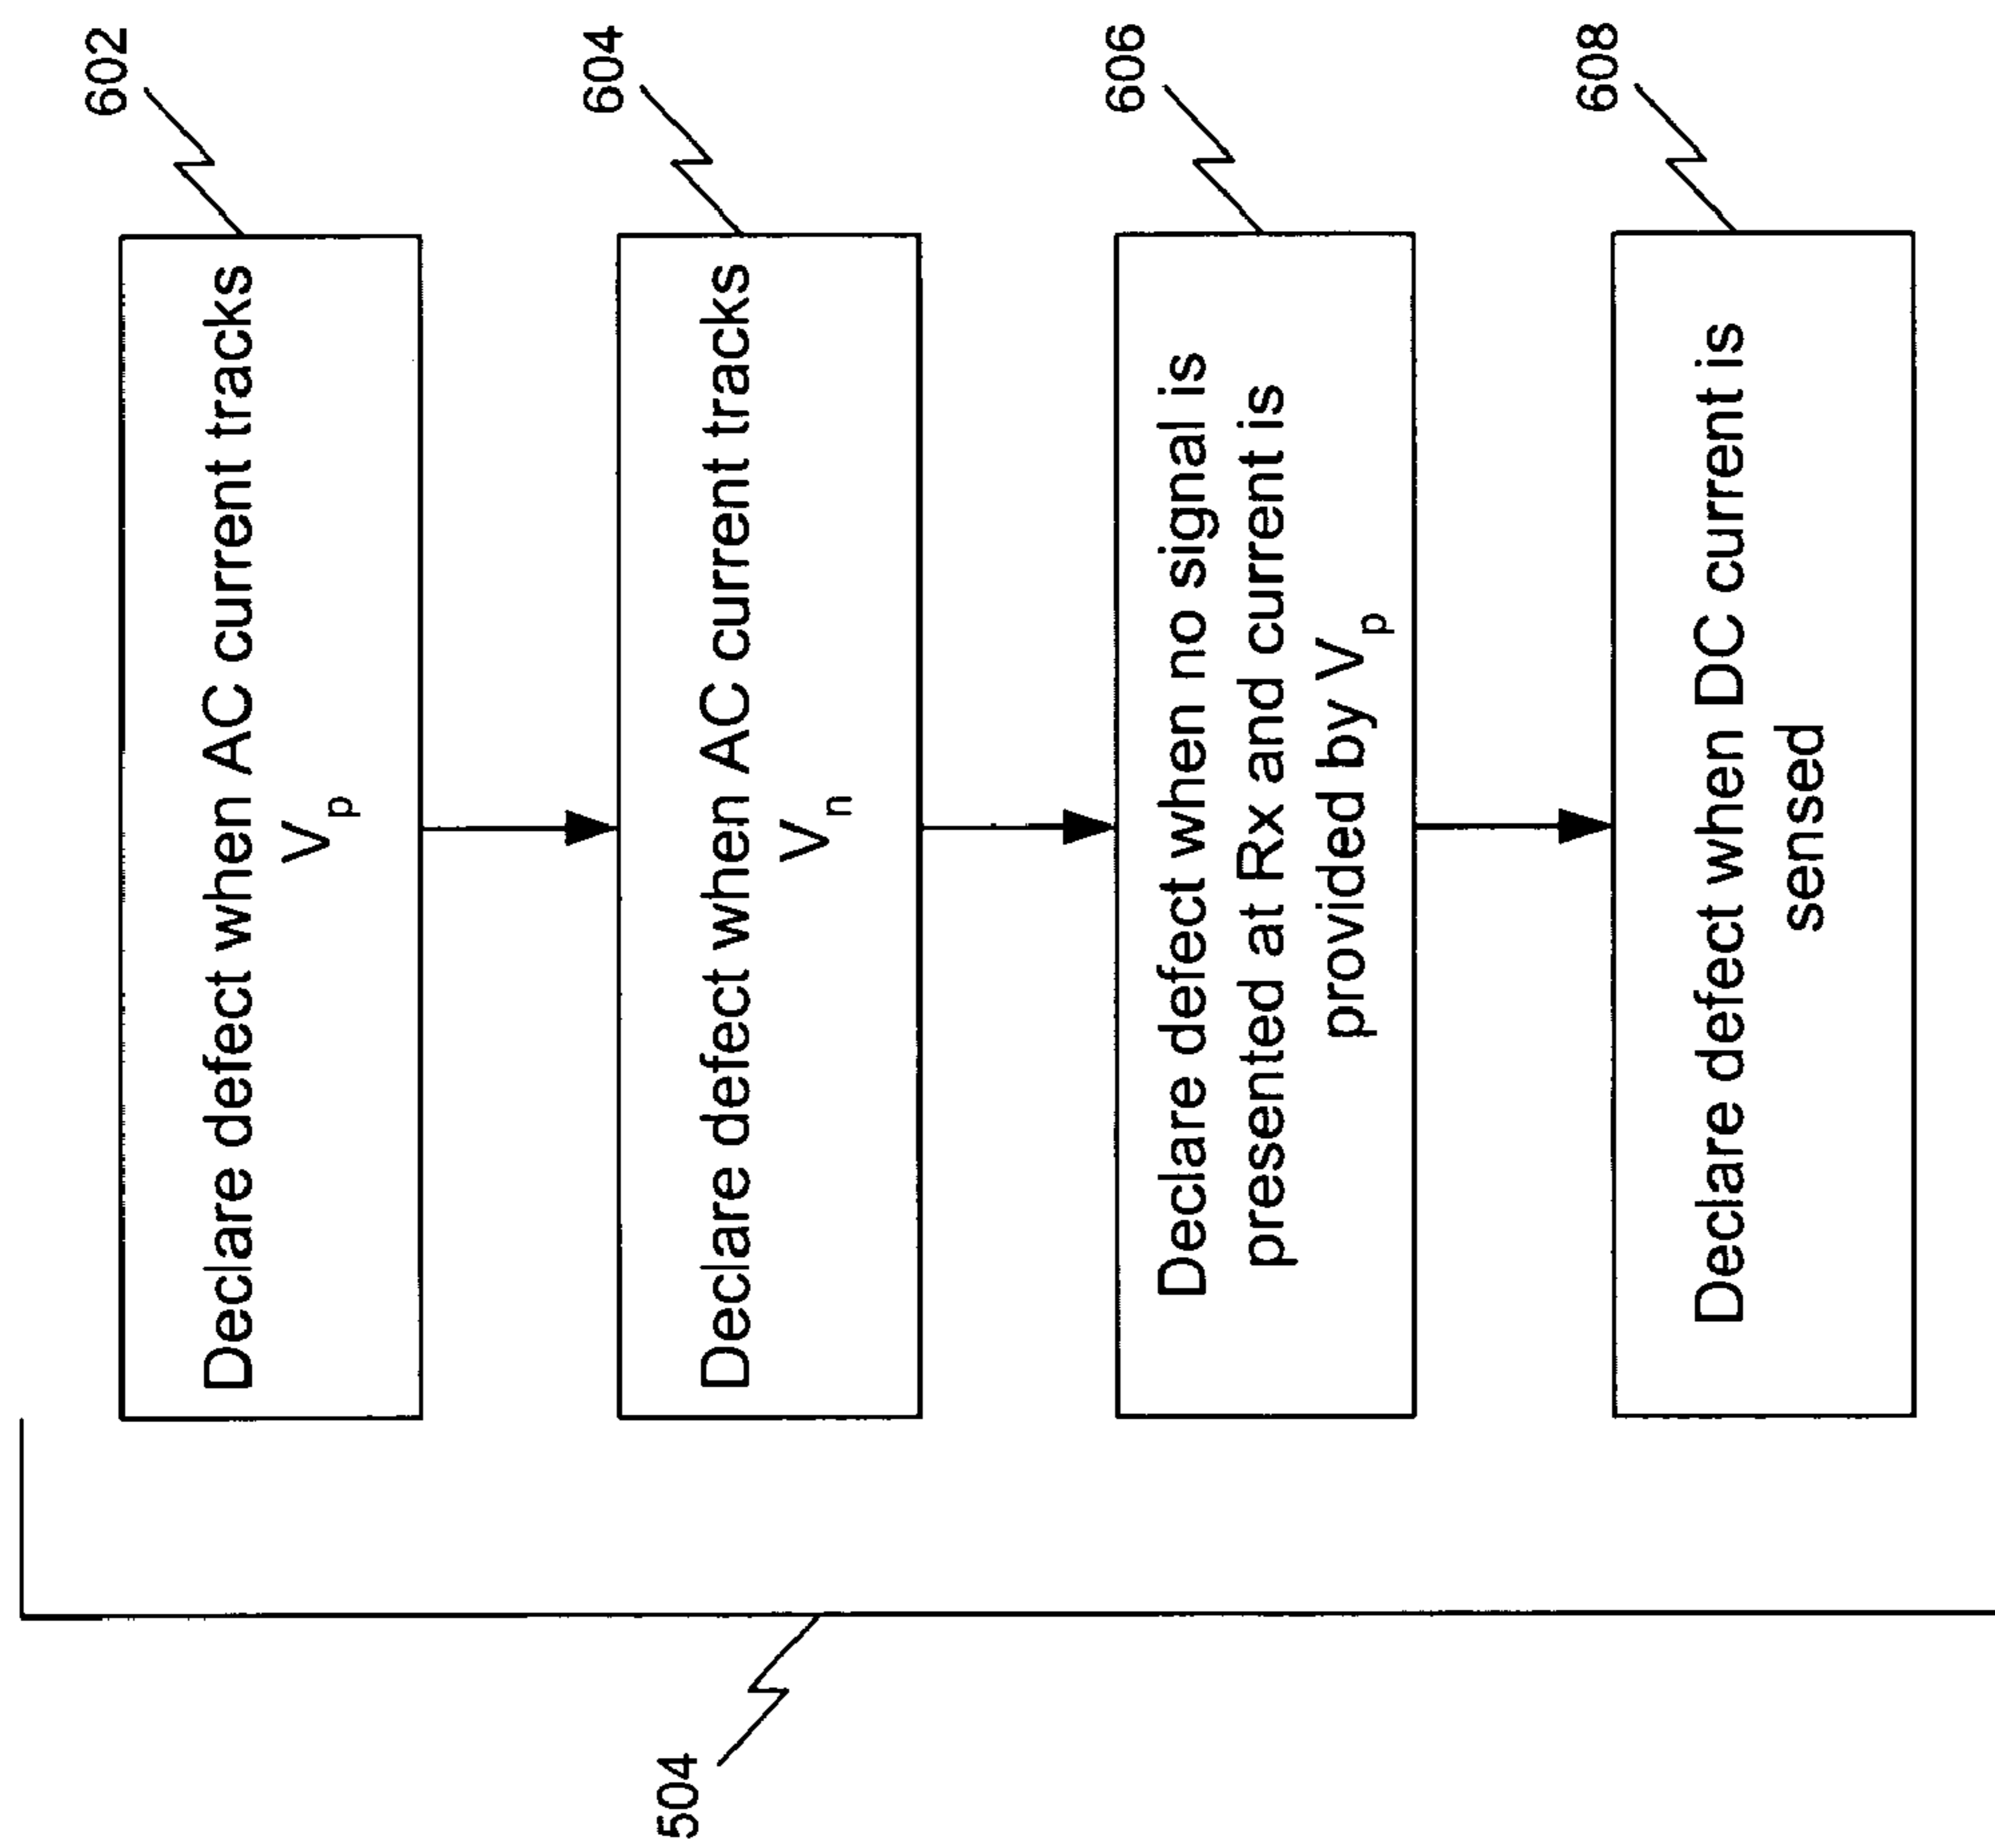 602
Declare defect when AC current tracks
Vp
604
Declare defect when AC current tracks
Vn
504
606
Declare defect when no signal is
presented at Rx and current is
provided by Vp
608
Declare defect when DC current is
sensed